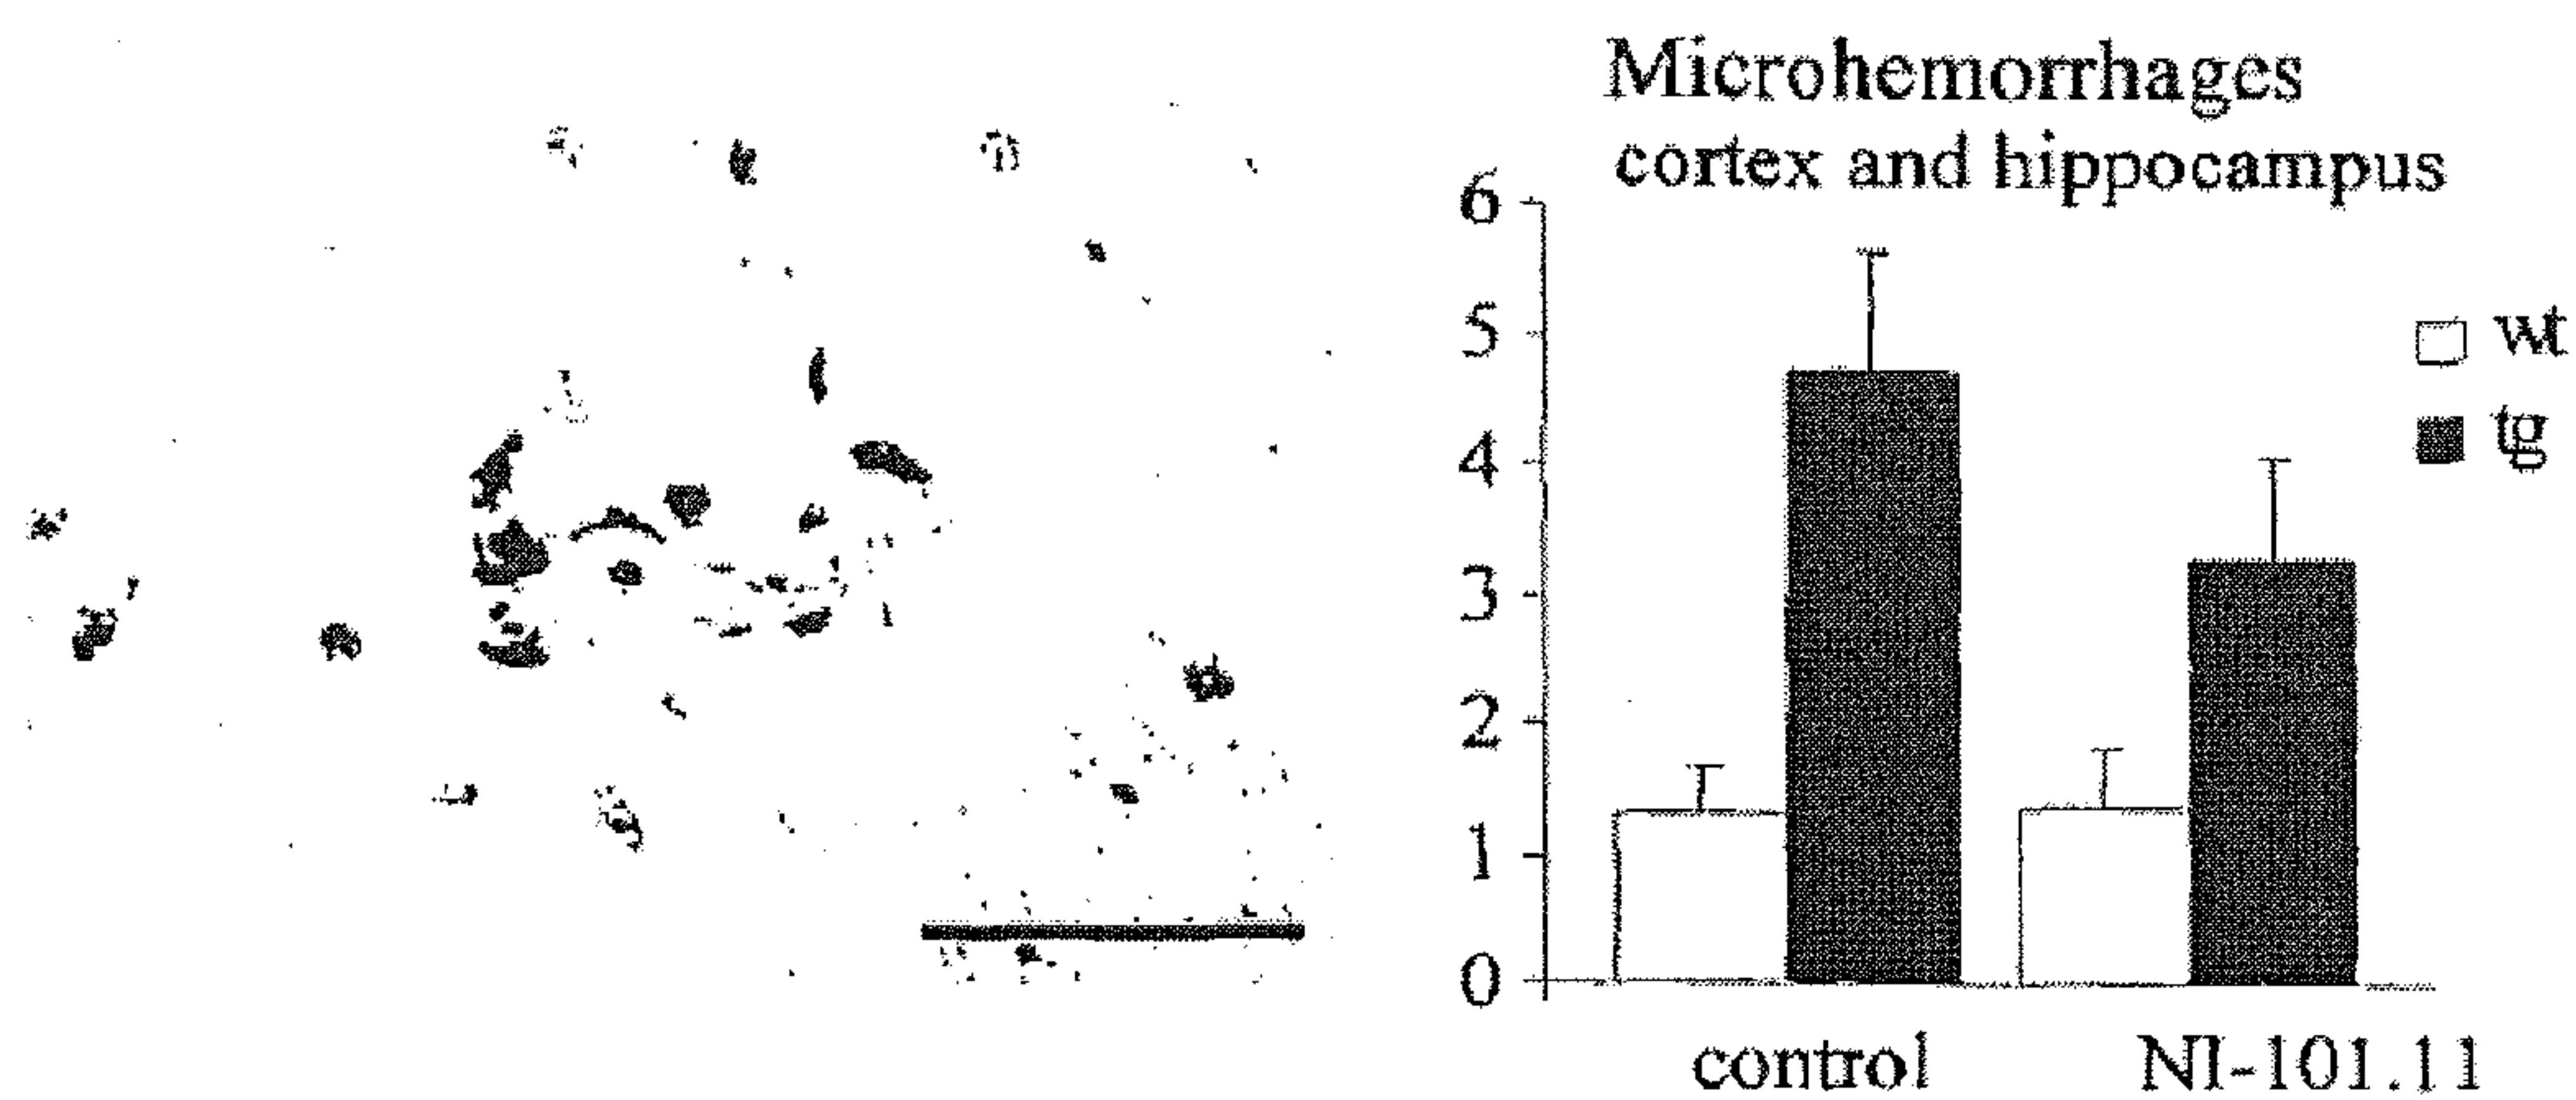 Microhemorrhages
cortex and hippocampus
6
5
4
3
2
1
0
wt
tg
control
NI-101.11